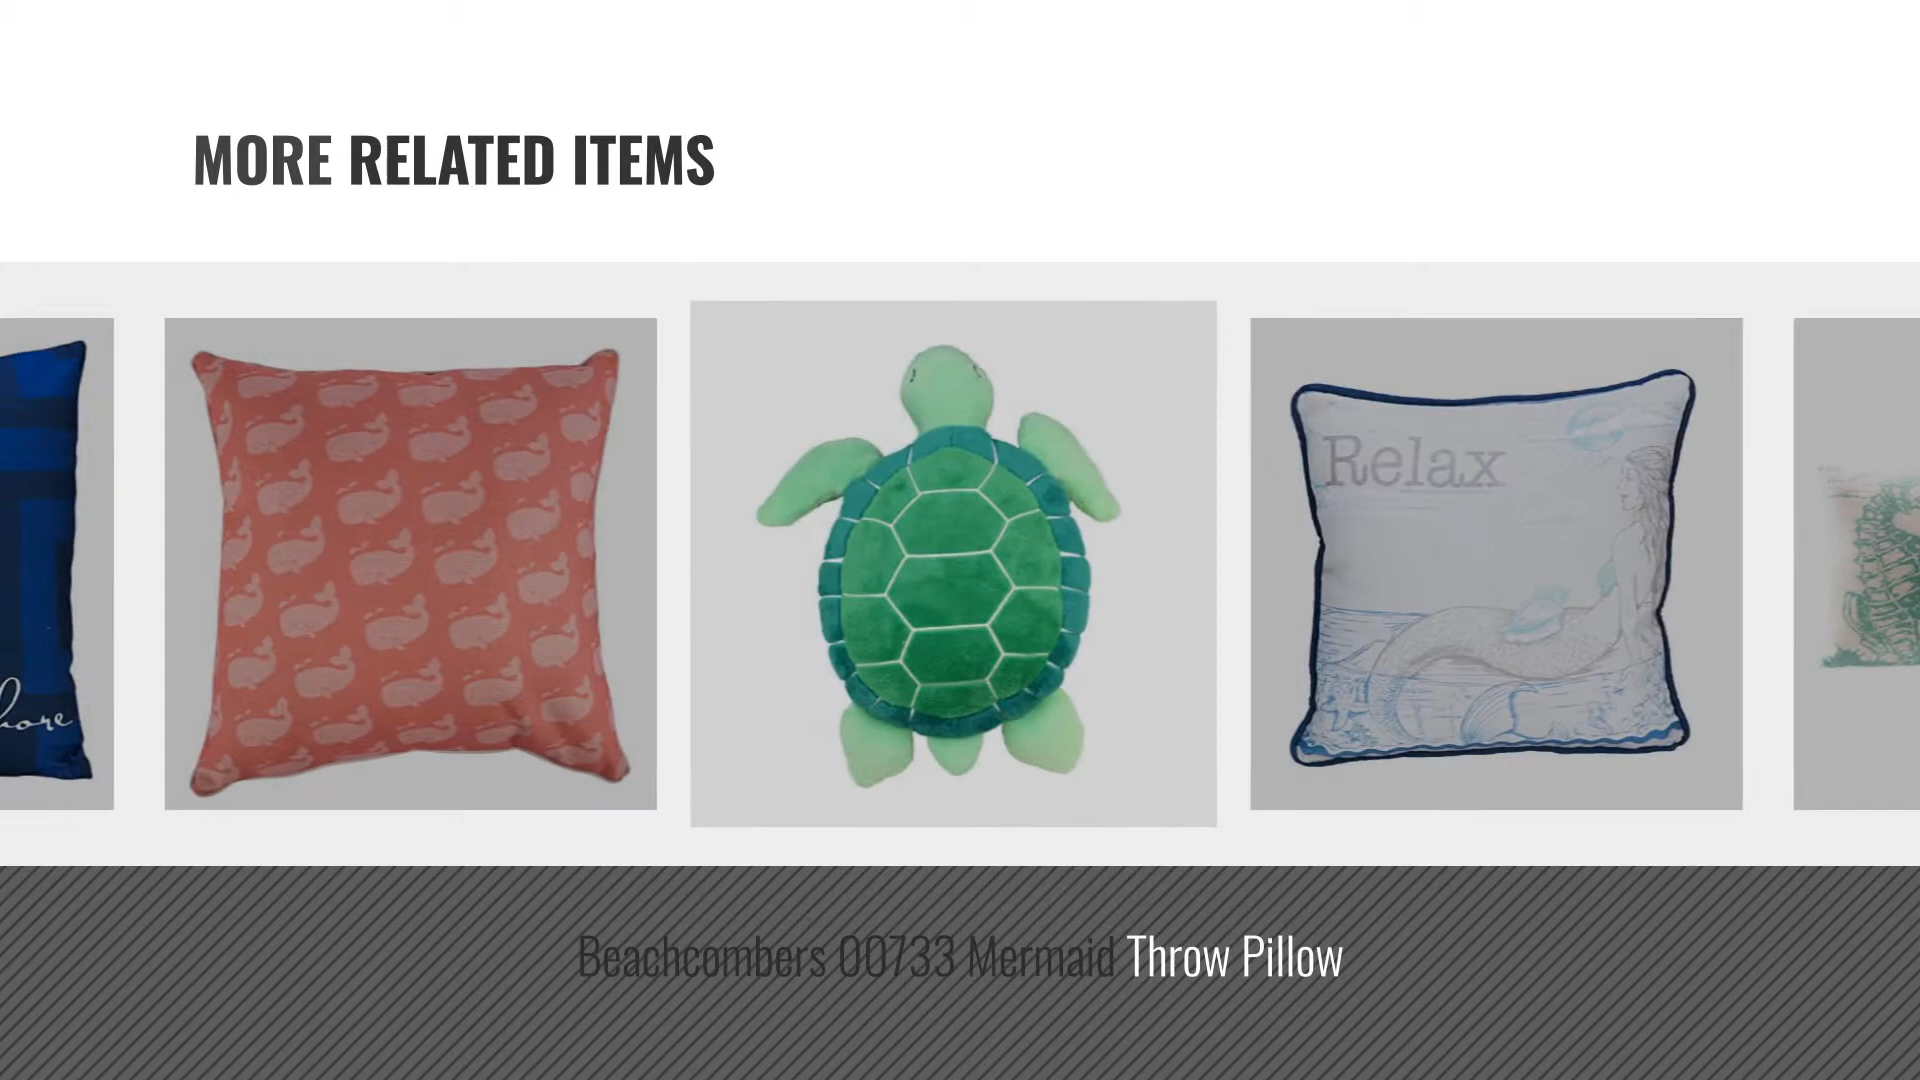 MORE RELATED ITEMS
Relax
hore
Beachcombers 00733 Mermaid Throw Pillow